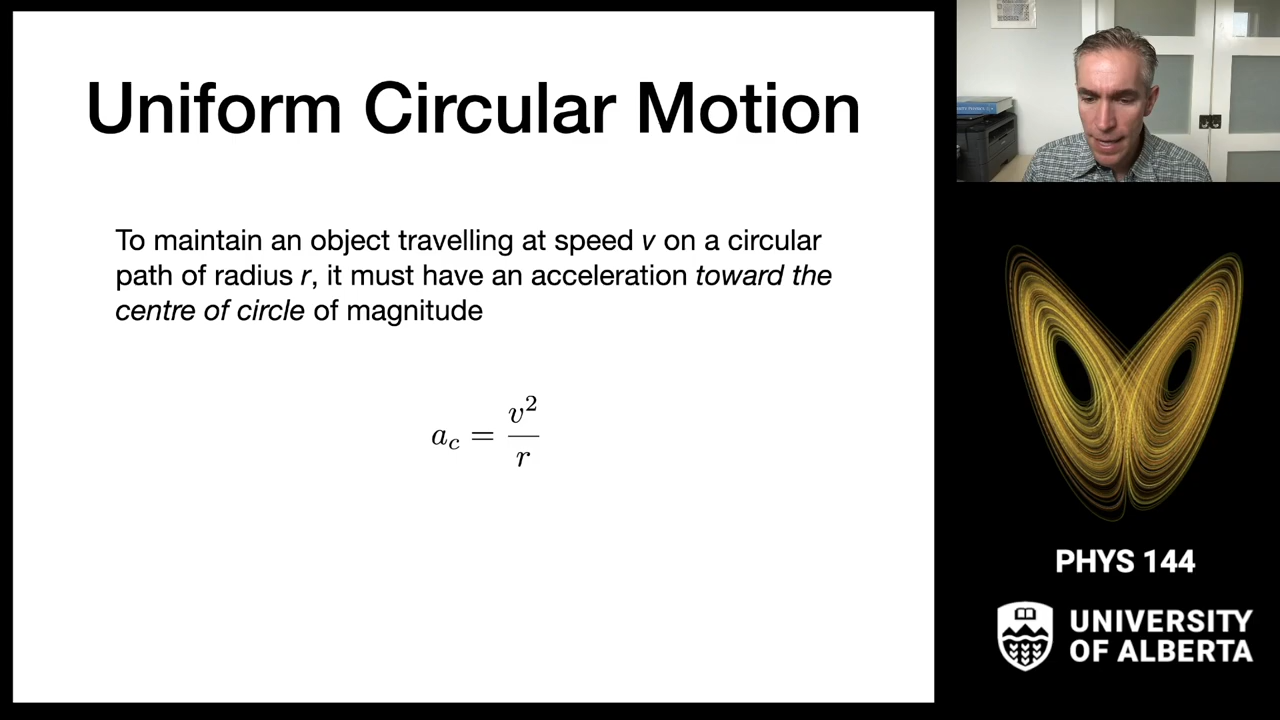 Uniform Circular Motion
To maintain an object travelling at speed v on a circular
path of radius r, it must have an acceleration toward the
centre of circle of magnitude
a_c = v^2 / r
PHYS 144
UNIVERSITY
OF ALBERTA